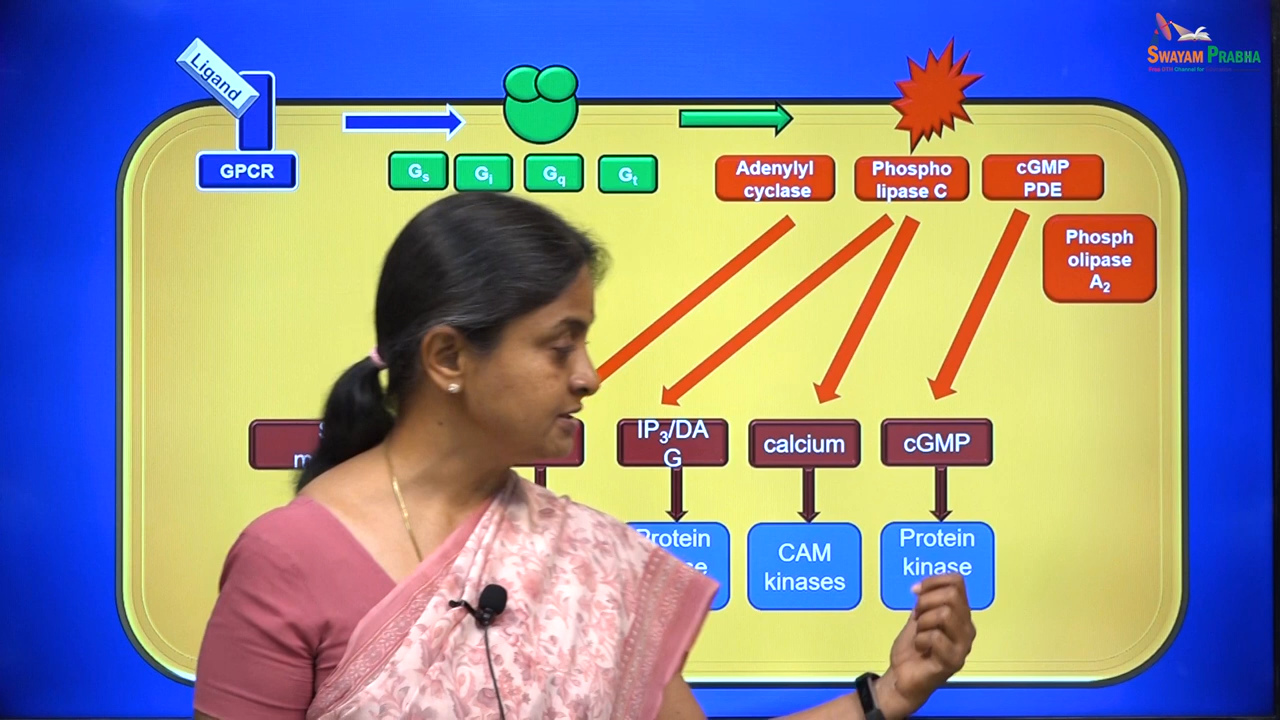 SWAYAM PRABHA
Ligand
GPCR
Gs
Gi
Gq
Gt
Adenylyl
cyclase
Phospho
lipase C
cGMP
PDE
Phosph
olipase
A₂
IP₃/DA
G
calcium
cGMP
Protein
CAM
kinases
Protein
kinase